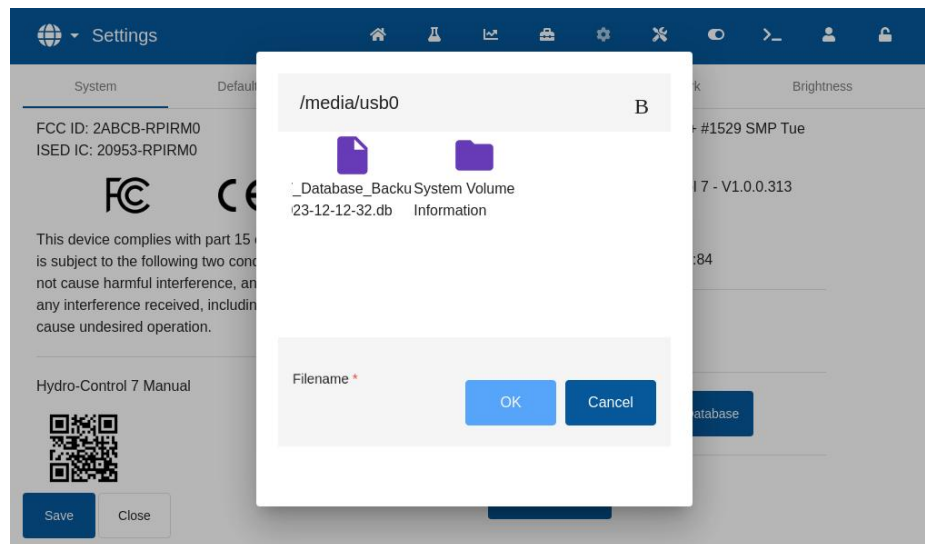 Settings
System
Default
k
Brightness
FCC ID: 2ABCB-RPIRM0
ISED IC: 20953-RPIRM0
FC
CE
This device complies with part 15
is subject to the following two cond
not cause harmful interference, an
any interference received, includin
cause undesired operation.
Hydro-Control 7 Manual
Save
Close
/media/usb0
B
_Database_Backu
23-12-12-32.db
System Volume
Information
Filename *
OK
Cancel
#1529 SMP Tue
l 7 - V1.0.0.313
:84
atabase